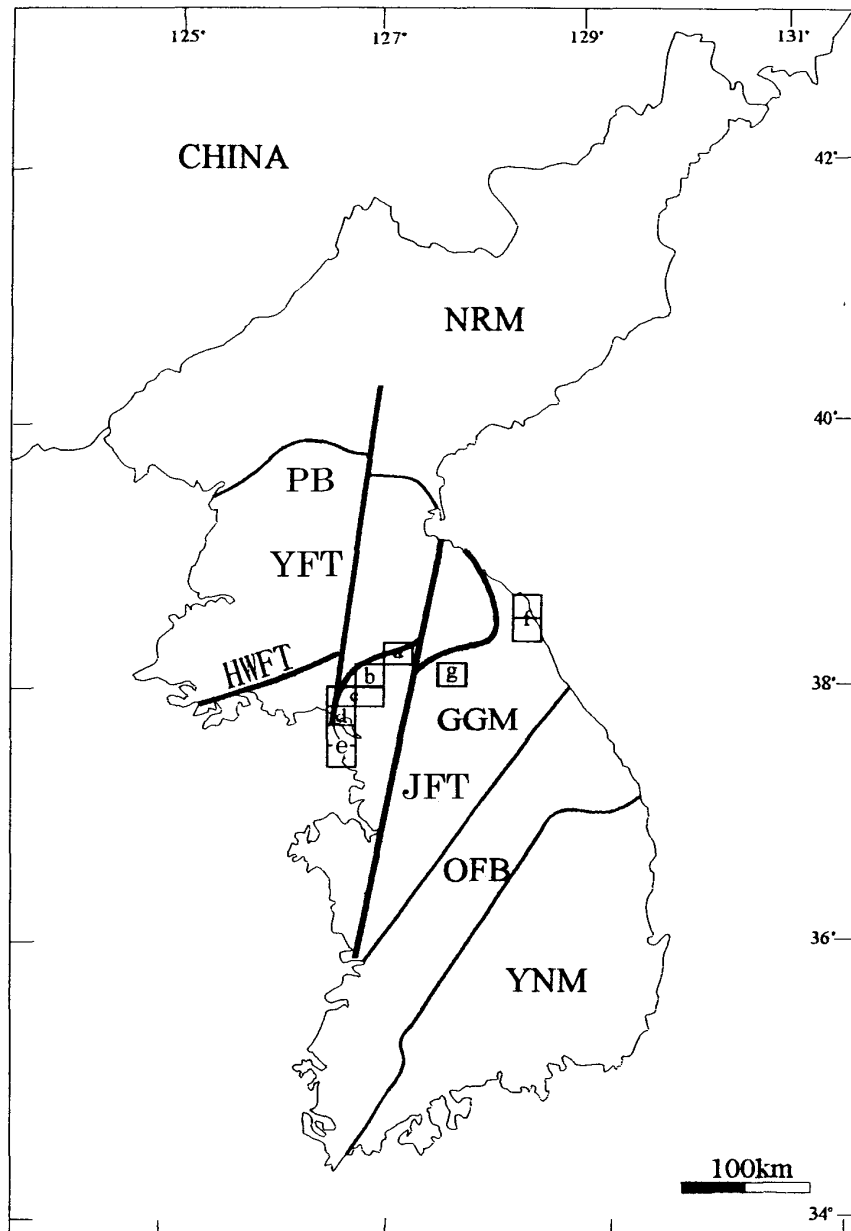 125° 127° 129° 131°
CHINA
42°
NRM
40°
PB
YFT
f
HWFT
a
b
g
38°
c
d
GGM
e
JFT
OFB
36°
YNM
100km
34°